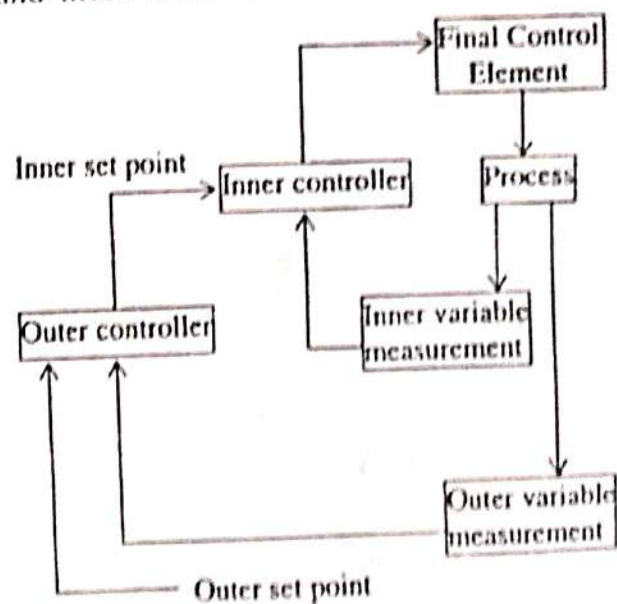 Final Control
Element
Inner set point
Inner controller
Process
Outer controller
Inner variable
measurement
Outer variable
measurement
Outer set point